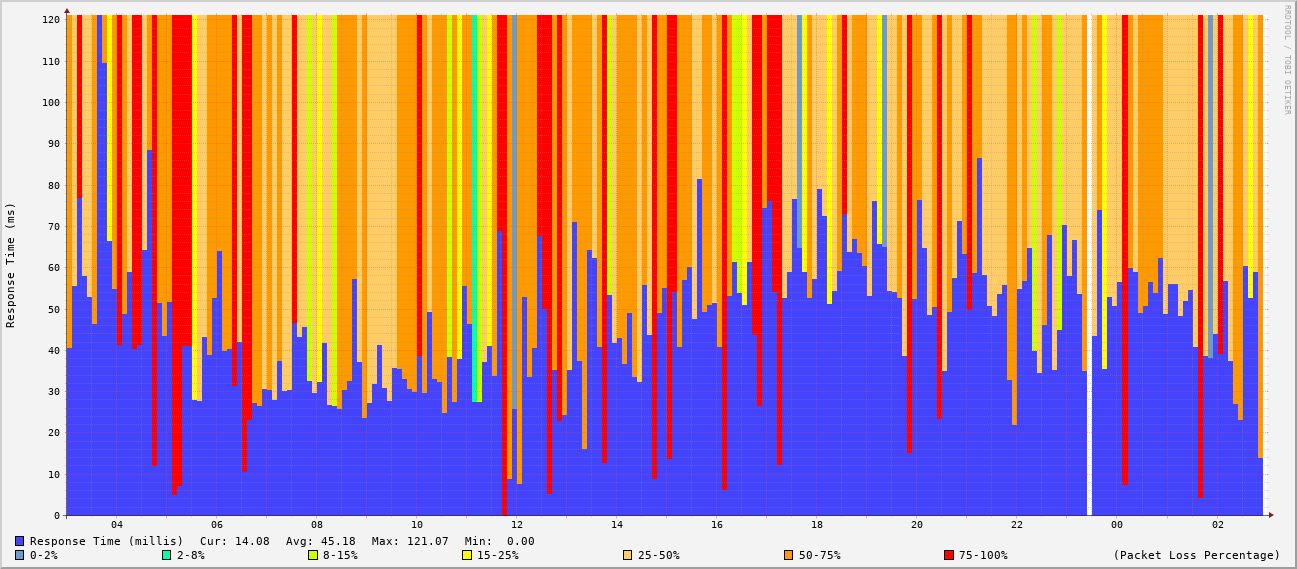 RRDTOOL / TOBI OETIKER
Response Time (ms)
120
110
100
90
80
70
60
50
40
30
20
10
0
04 06 08 10 12 14 16 18 20 22 00 02
Response Time (millis) Cur: 14.08 Avg: 45.18 Max: 121.07 Min: 0.00
0-2% 2-8% 8-15% 15-25% 25-50% 50-75% 75-100% (Packet Loss Percentage)